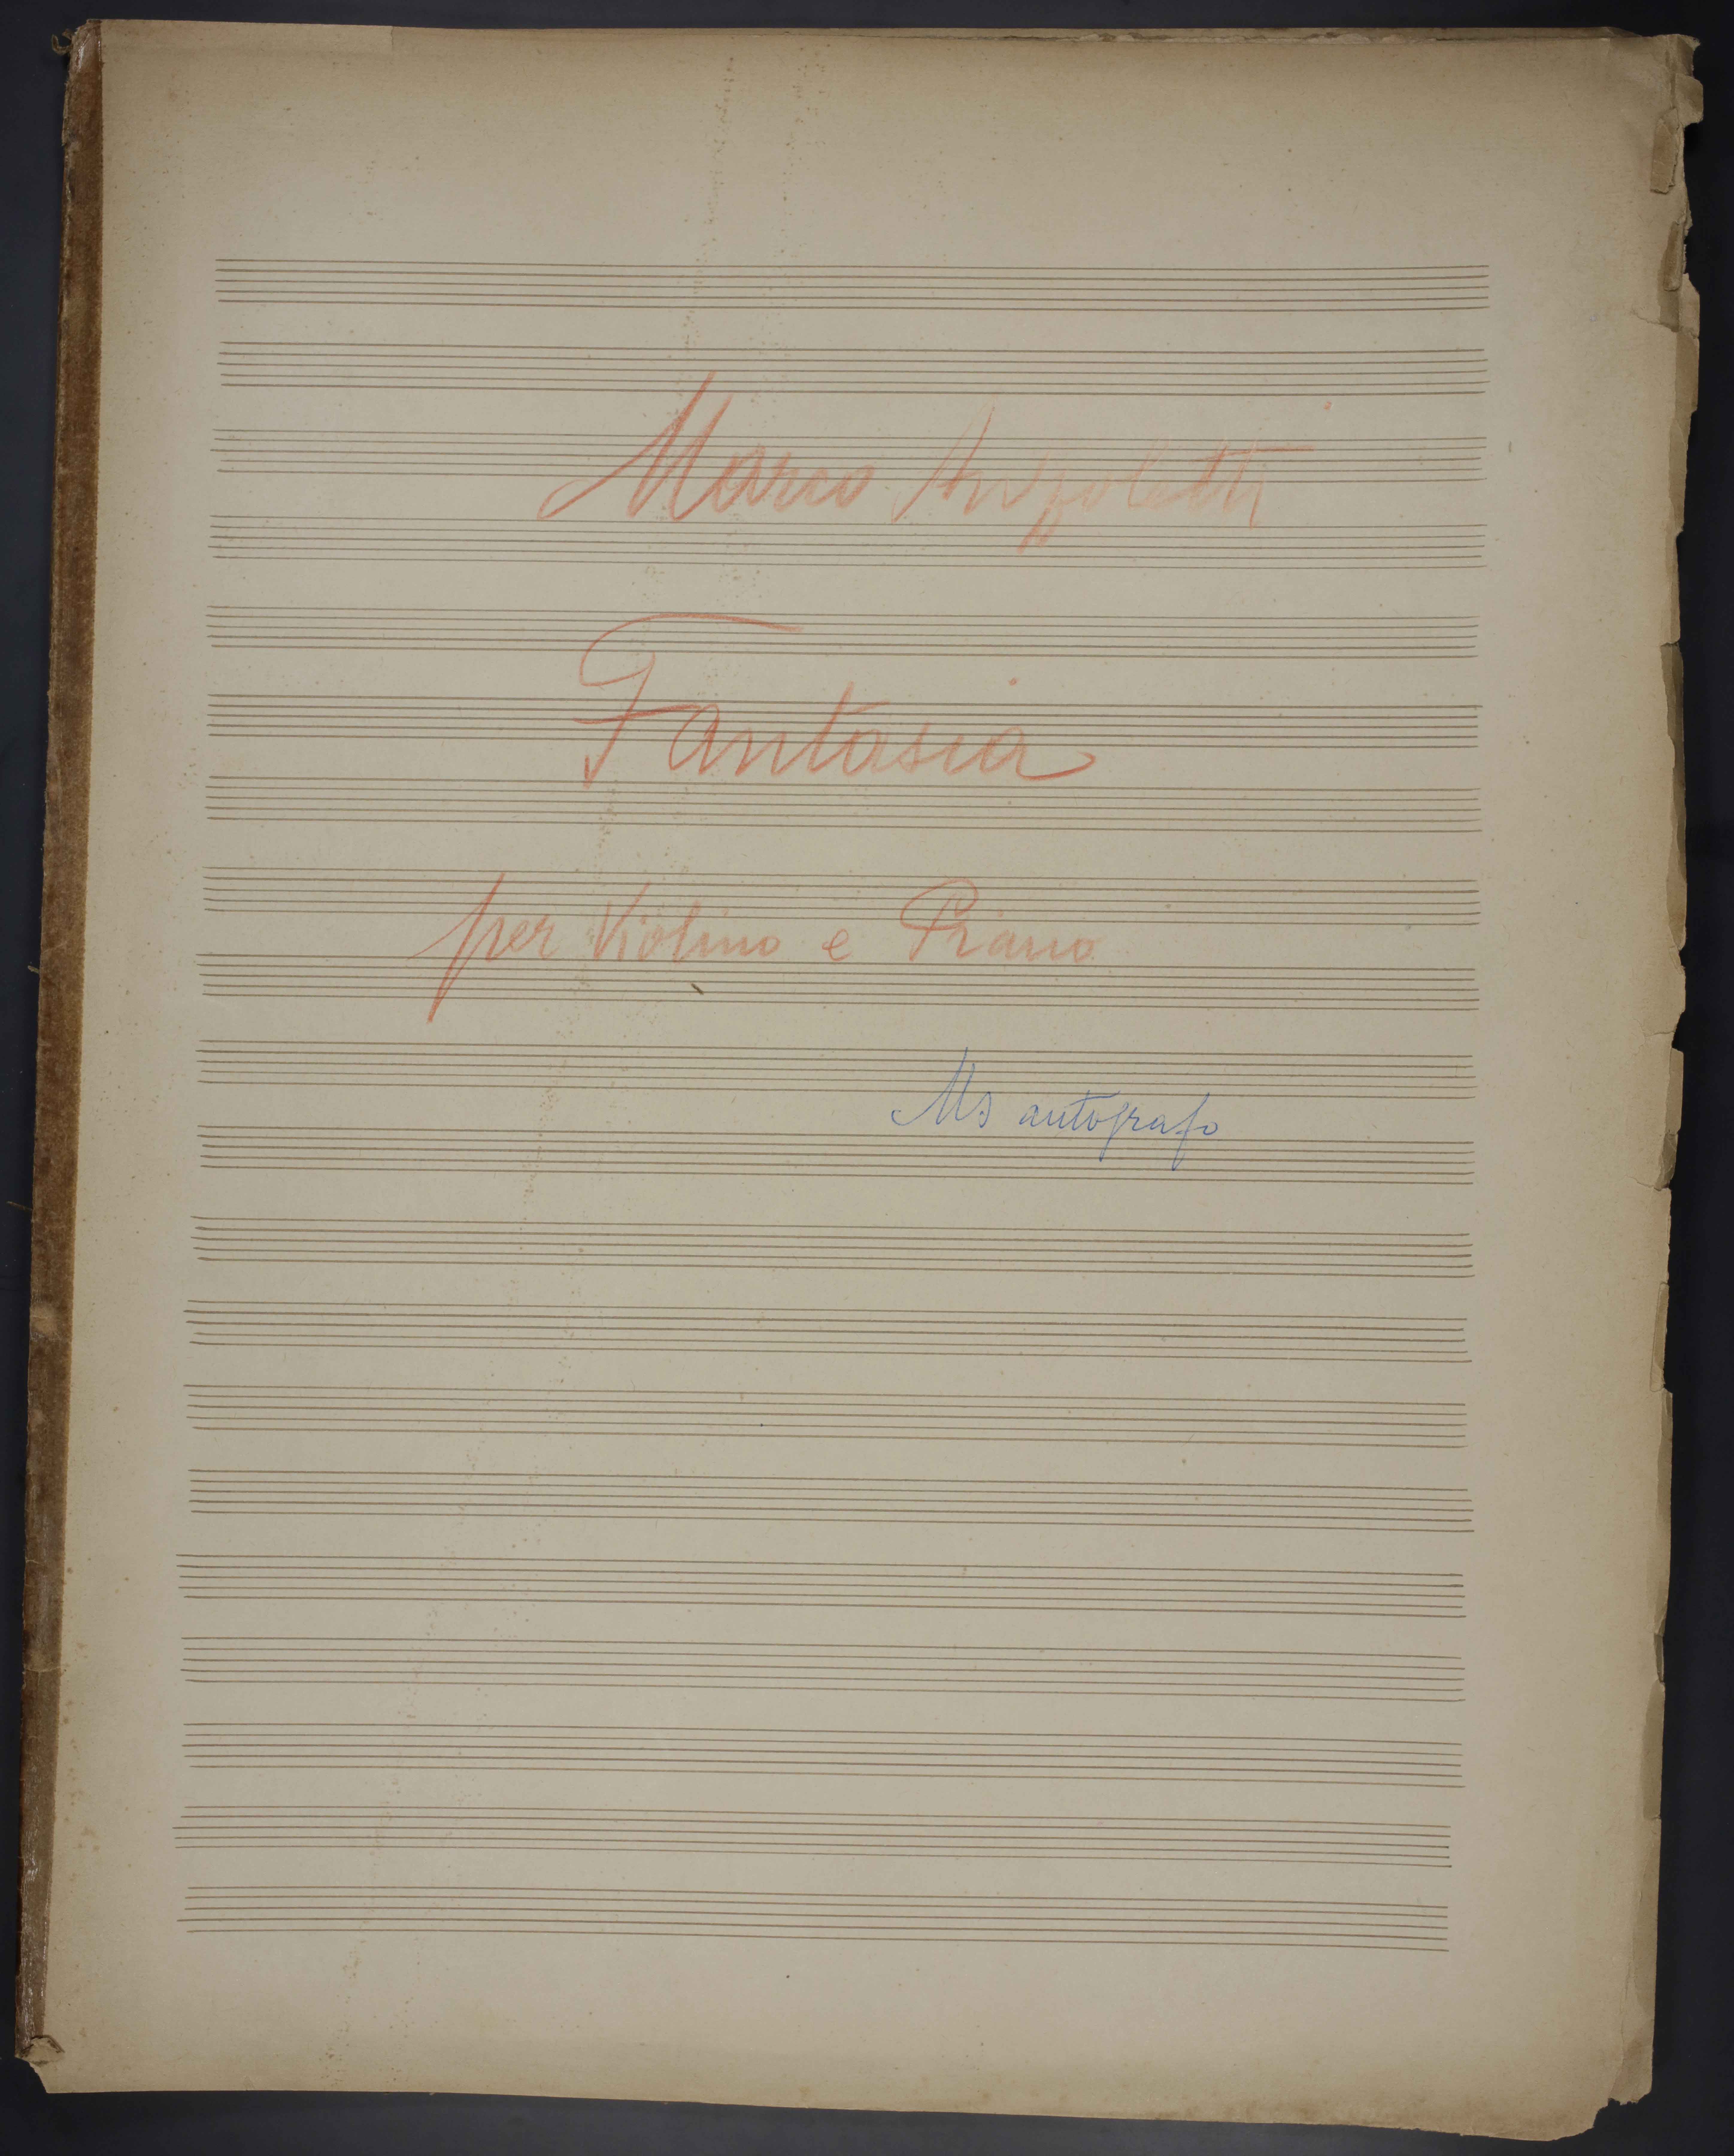 Marco Anzoletti
Fantasia
per Violino e Piano
Ms autografo